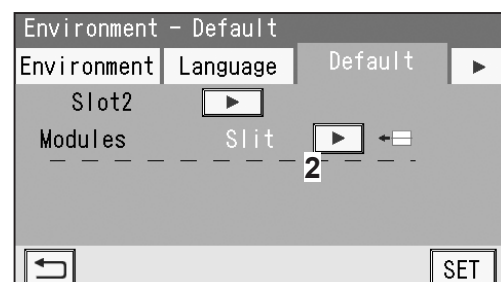 Environment - Default
Environment Language Default
Slot2
Modules Slit
2
SET